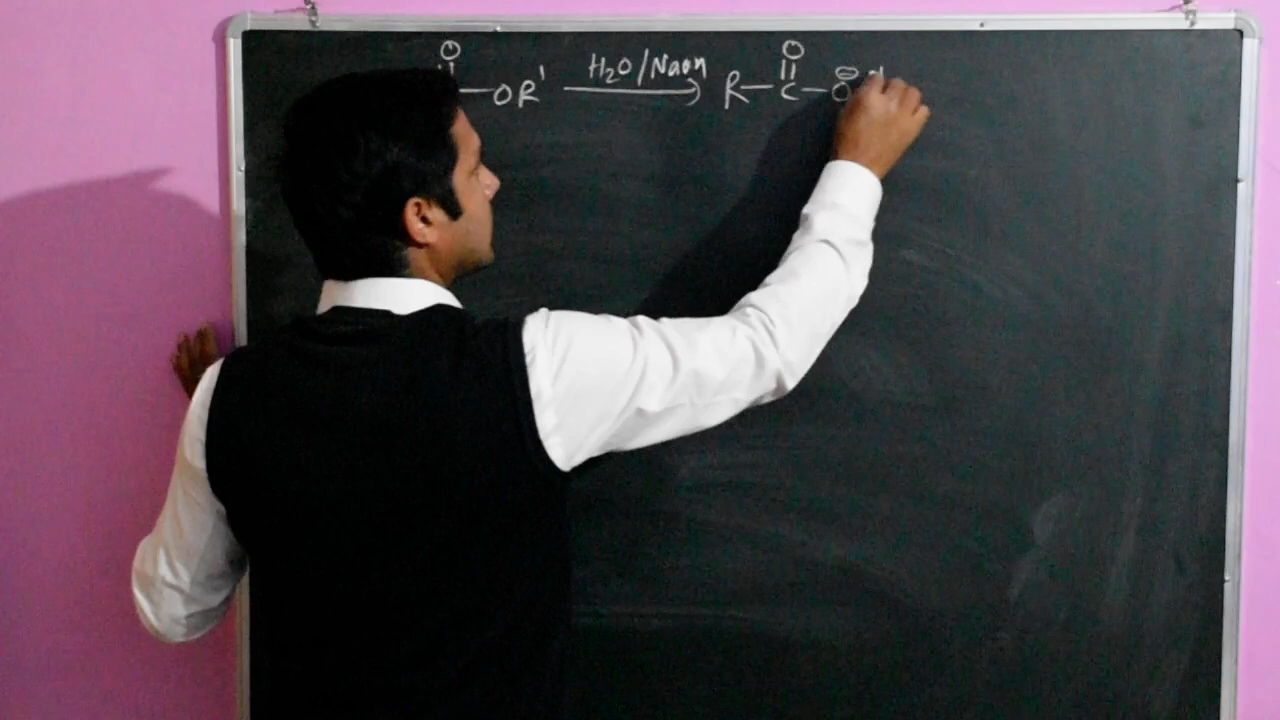 O O
|| ||
—OR' H₂O/NaOH → R—C—O⊖